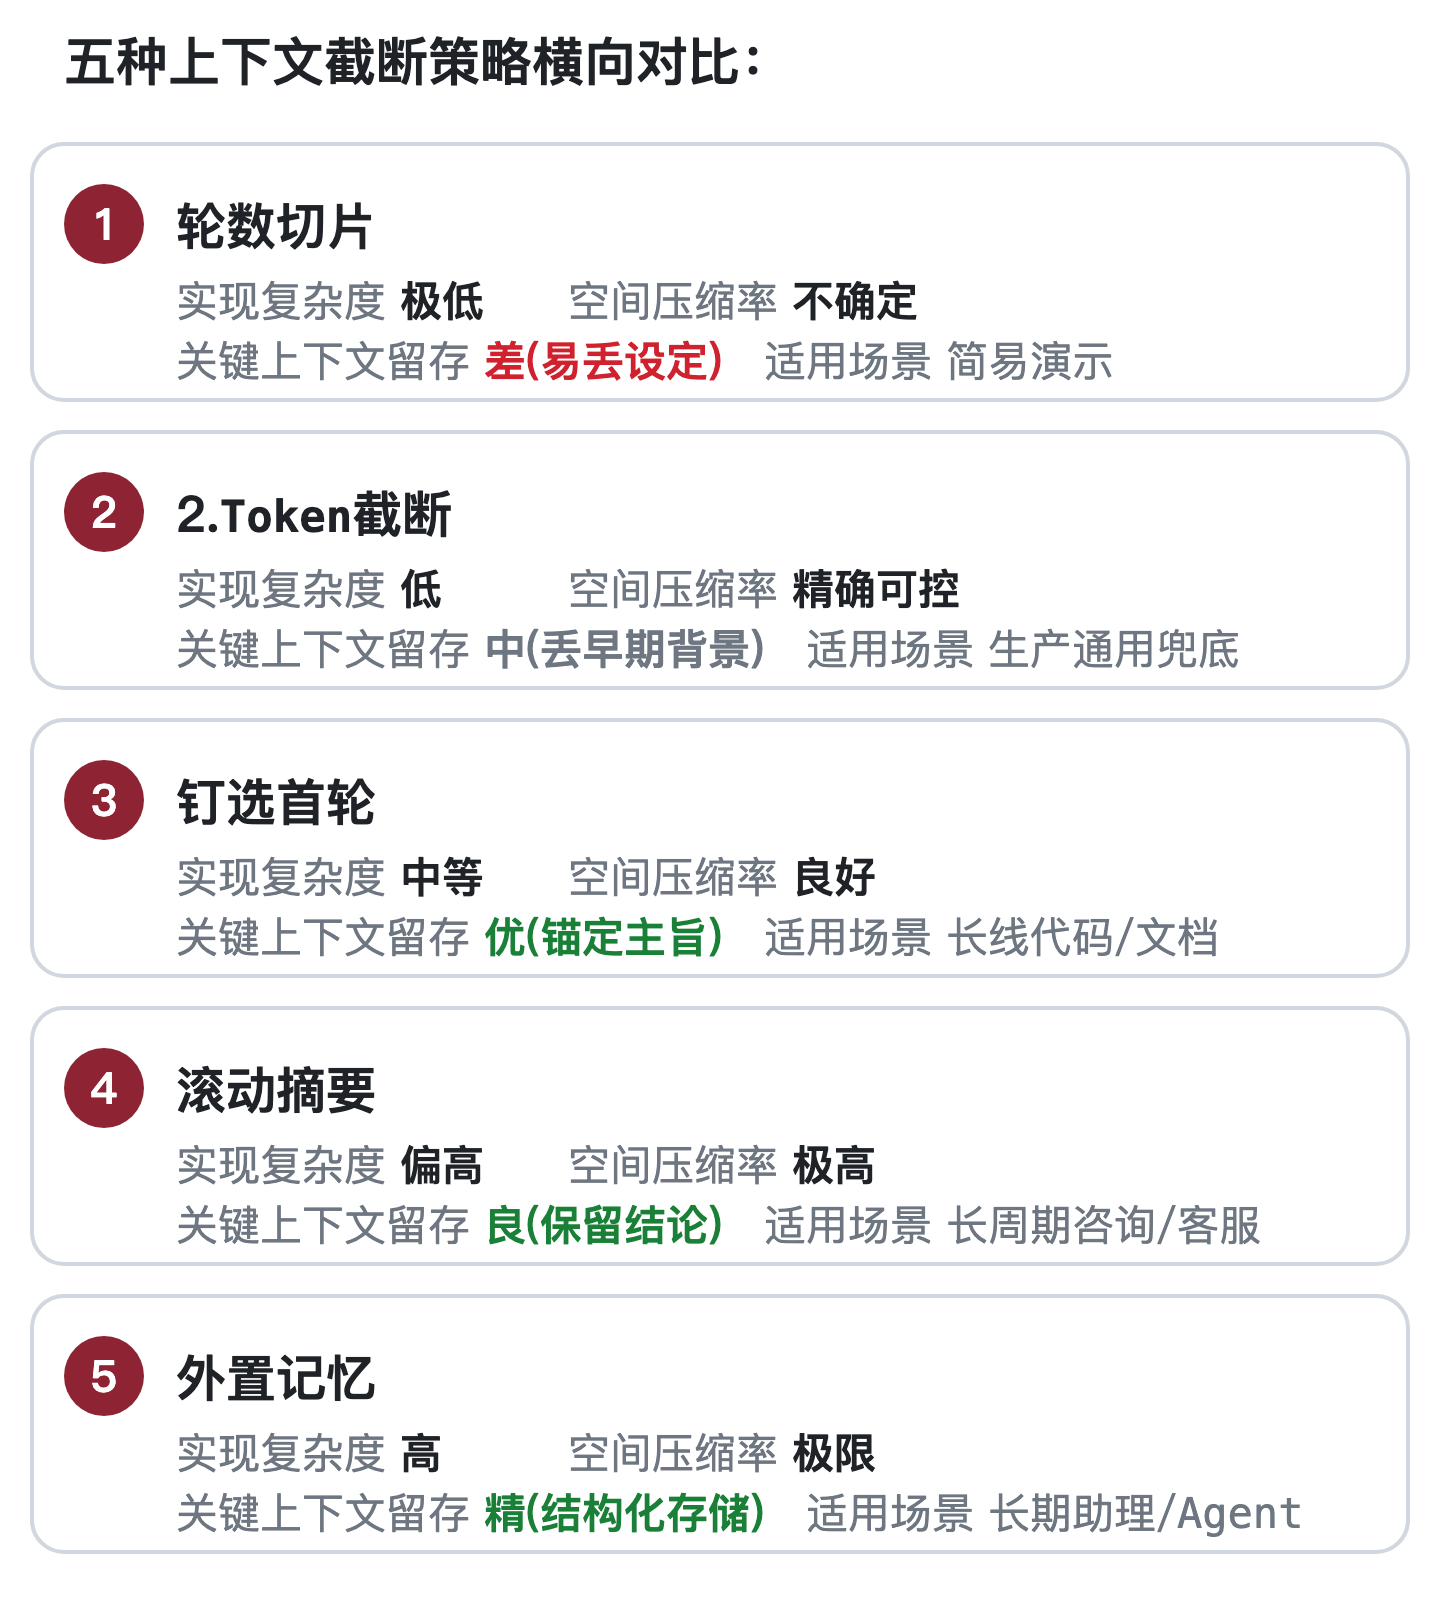 五种上下文截断策略横向对比：
1 轮数切片
实现复杂度 极低 空间压缩率 不确定
关键上下文留存 差(易丢设定) 适用场景 简易演示
2 2.Token截断
实现复杂度 低 空间压缩率 精确可控
关键上下文留存 中(丢早期背景) 适用场景 生产通用兜底
3 钉选首轮
实现复杂度 中等 空间压缩率 良好
关键上下文留存 优(锚定主旨) 适用场景 长线代码/文档
4 滚动摘要
实现复杂度 偏高 空间压缩率 极高
关键上下文留存 良(保留结论) 适用场景 长周期咨询/客服
5 外置记忆
实现复杂度 高 空间压缩率 极限
关键上下文留存 精(结构化存储) 适用场景 长期助理/Agent